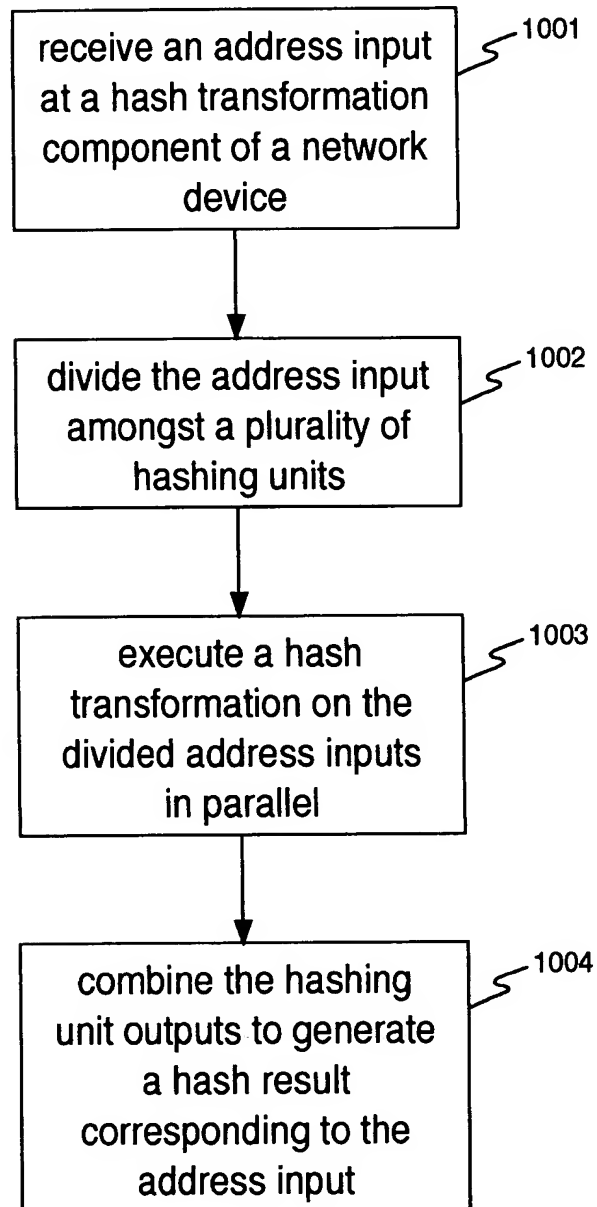 receive an address input
at a hash transformation
component of a network
device
1001
divide the address input
amongst a plurality of
hashing units
1002
execute a hash
transformation on the
divided address inputs
in parallel
1003
combine the hashing
unit outputs to generate
a hash result
corresponding to the
address input
1004